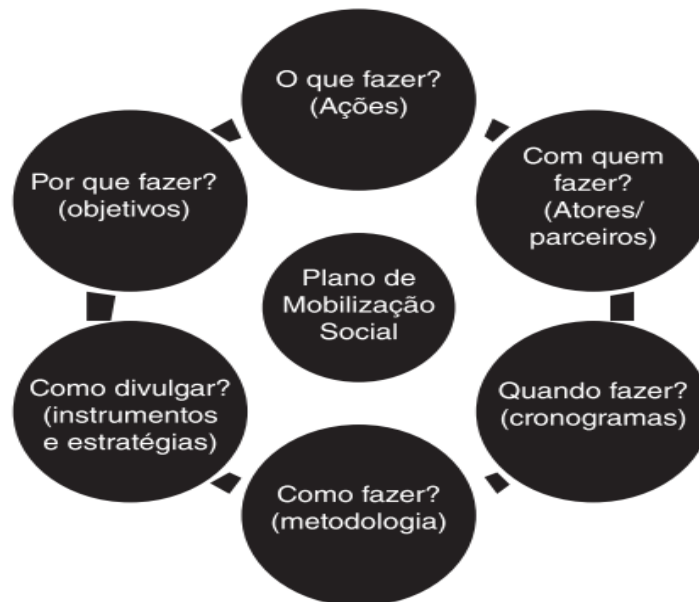 O que fazer?
(Ações)
Com quem
fazer?
(Atores/
parceiros)
Por que fazer?
(objetivos)
Plano de
Mobilização
Social
Quando fazer?
(cronogramas)
Como divulgar?
(instrumentos
e estratégias)
Como fazer?
(metodologia)